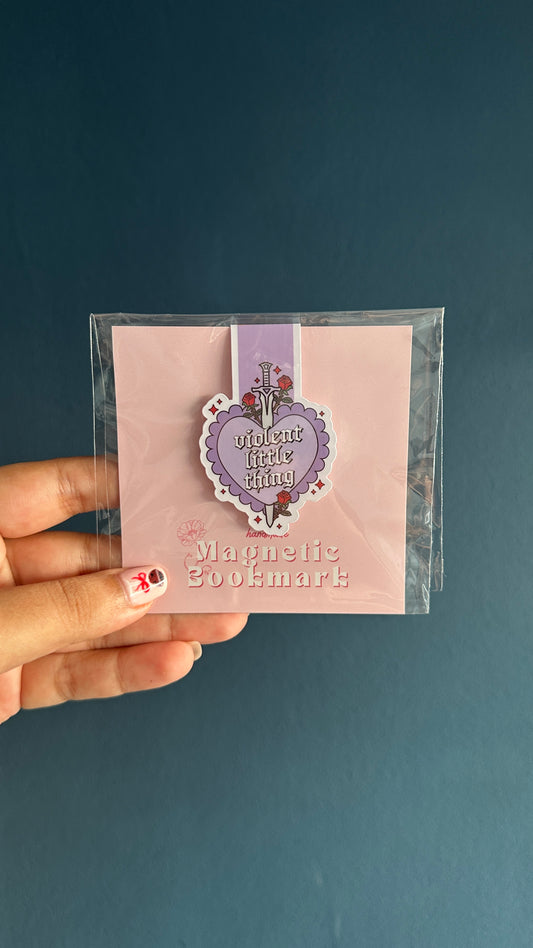 violent
little
thing
handmade
Magnetic
Bookmark